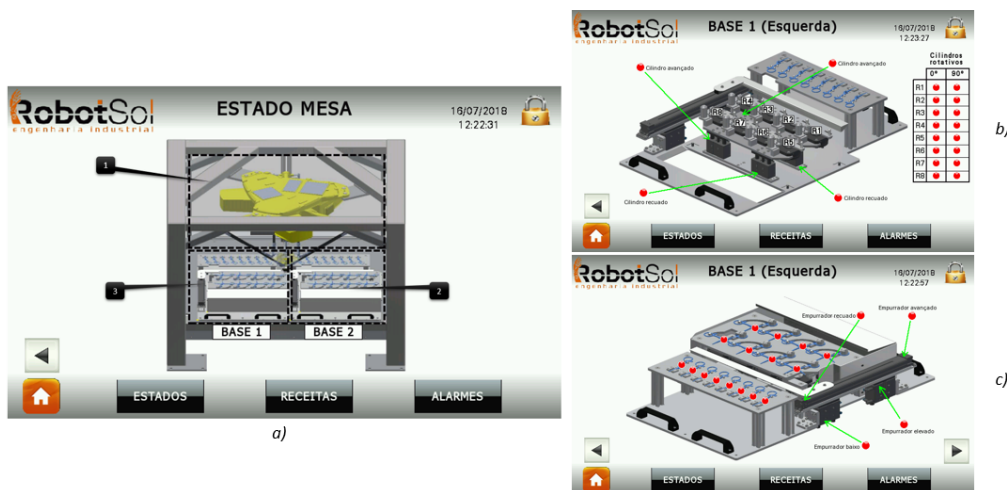 RobotSol
engenharia industrial
ESTADO MESA
16/07/2018
12:22:31
1
3
2
BASE 1
BASE 2
ESTADOS
RECEITAS
ALARMES
a)
RobotSol
engenharia industrial
BASE 1 (Esquerda)
16/07/2018
12:23:27
Cilindro avançado
Cilindro avançado
Cilindros
rotativos
0° 90°
R1
R2
R3
R4
R5
R6
R7
R8
R4
R3
R2
R1
R8
R7
R6
R5
Cilindro recuado
Cilindro recuado
ESTADOS
RECEITAS
ALARMES
b)
RobotSol
engenharia industrial
BASE 1 (Esquerda)
16/07/2018
12:22:57
Empurrador recuado
Empurrador avançado
Empurrador elevado
Empurrador baixo
ESTADOS
RECEITAS
ALARMES
c)